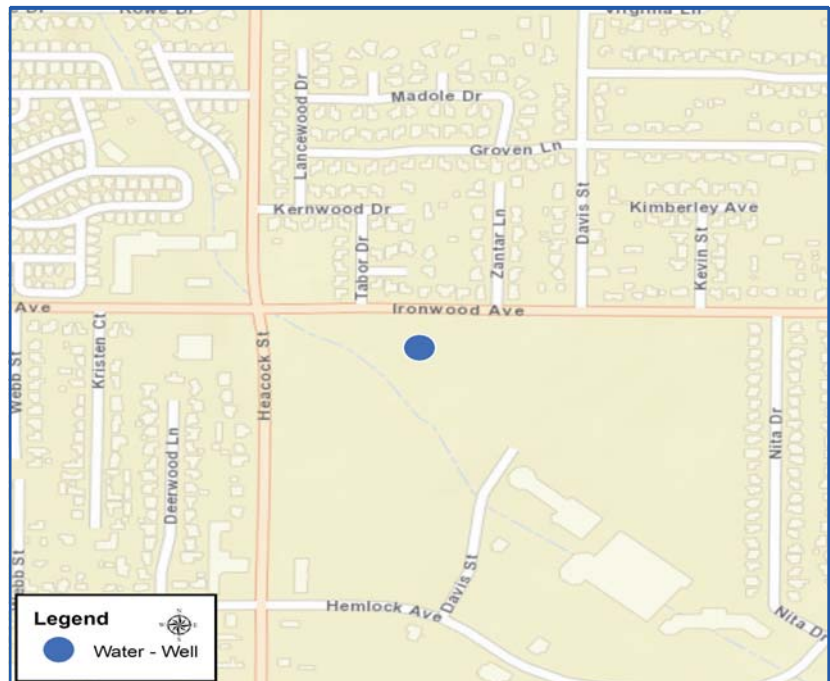 Rowe Dr
Virginia Ln
Lancewood Dr
Madole Dr
Groven Ln
Kernwood Dr
Tabor Dr
Zantar Ln
Davis St
Kimberley Ave
Kevin St
Ave
Ironwood Ave
Webb St
Kristen Ct
Heacock St
Deerwood Ln
Nita Dr
Davis St
Hemlock Ave
Nita Dr
Legend
N
W
E
S
Water - Well